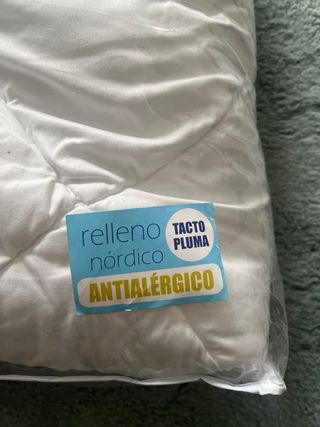 relleno
nórdico
TACTO
PLUMA
ANTIALÉRGICO